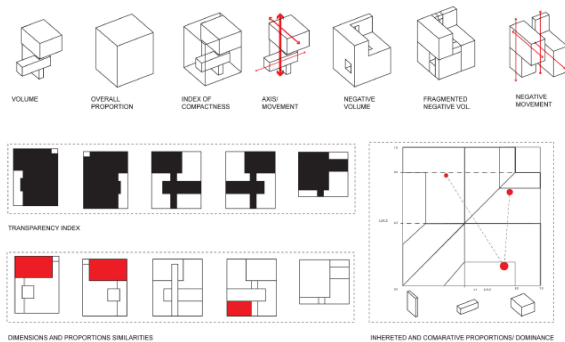 VOLUME
OVERALL
PROPORTION
INDEX OF
COMPACTNESS
AXIS/
MOVEMENT
NEGATIVE
VOLUME
FRAGMENTED
NEGATIVE VOL.
NEGATIVE
MOVEMENT
TRANSPARENCY INDEX
DIMENSIONS AND PROPORTIONS SIMILARITIES
INHERETED AND COMARATIVE PROPORTIONS/ DOMINANCE